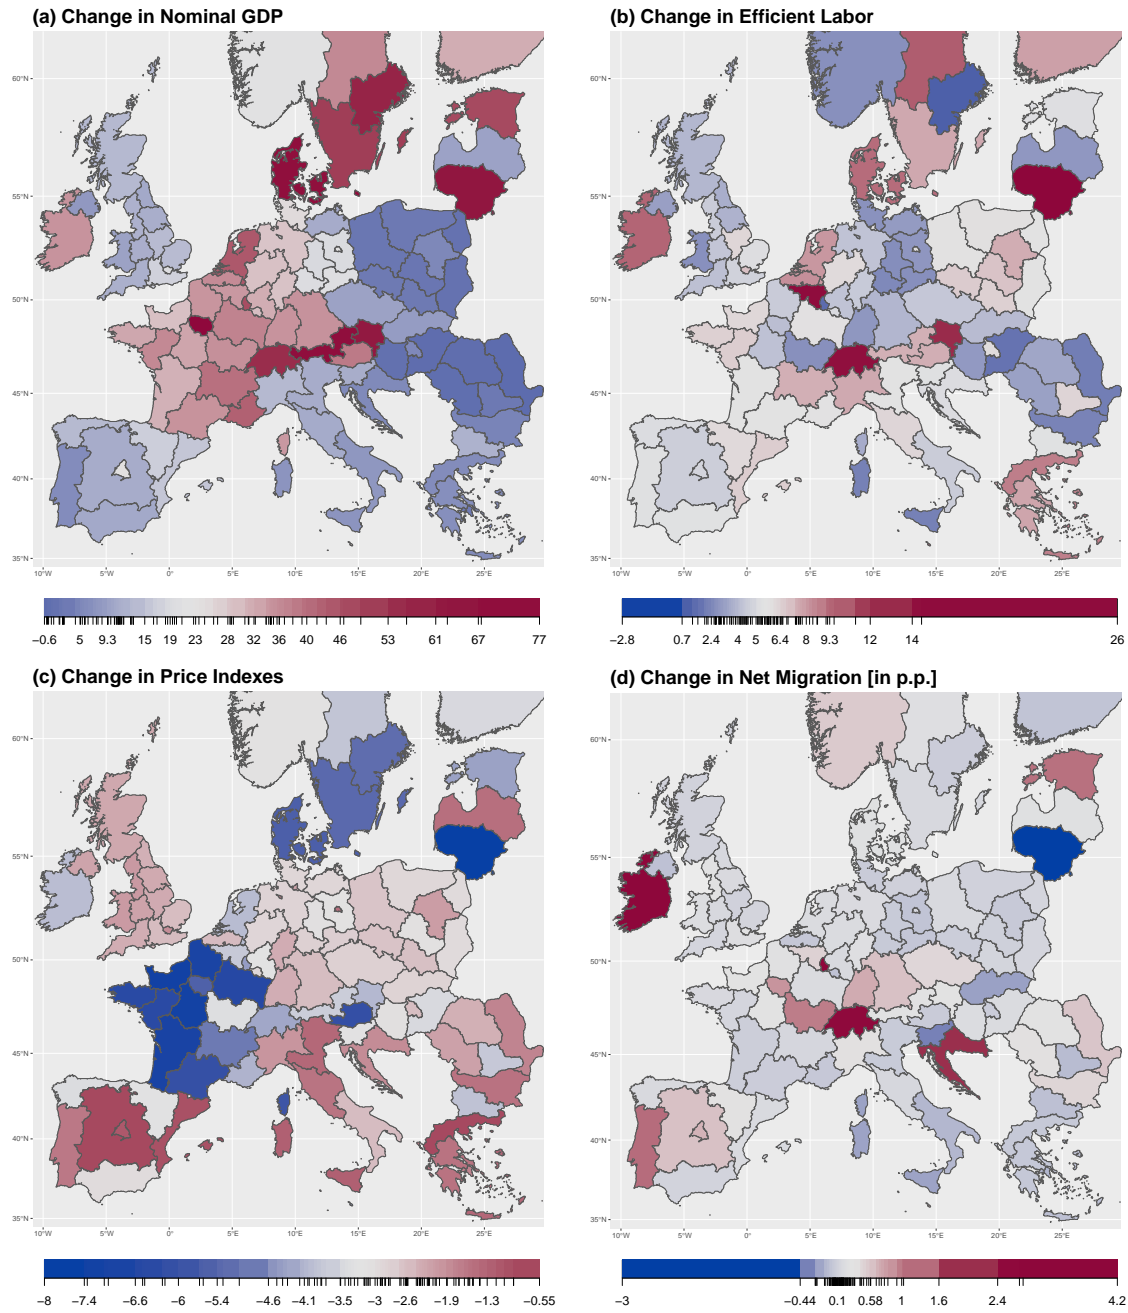 (a) Change in Nominal GDP
60°N
55°N
50°N
45°N
40°N
35°N
10°W 5°W 0° 5°E 10°E 15°E 20°E 25°E
−0.6 5 9.3 15 19 23 28 32 36 40 46 53 61 67 77
(b) Change in Efficient Labor
60°N
55°N
50°N
45°N
40°N
35°N
10°W 5°W 0° 5°E 10°E 15°E 20°E 25°E
−2.8 0.7 2.4 4 6.4 8 9.3 12 14 26
(c) Change in Price Indexes
60°N
55°N
50°N
45°N
40°N
35°N
10°W 5°W 0° 5°E 10°E 15°E 20°E 25°E
−8 −7.4 −6.6 −6 −5.4 −4.6 −4.1 −3.5 −3 −2.6 −1.9 −1.3 −0.55
(d) Change in Net Migration [in p.p.]
60°N
55°N
50°N
45°N
40°N
35°N
10°W 5°W 0° 5°E 10°E 15°E 20°E 25°E
−3 −0.44 0.1 0.58 1 1.6 2.4 4.2